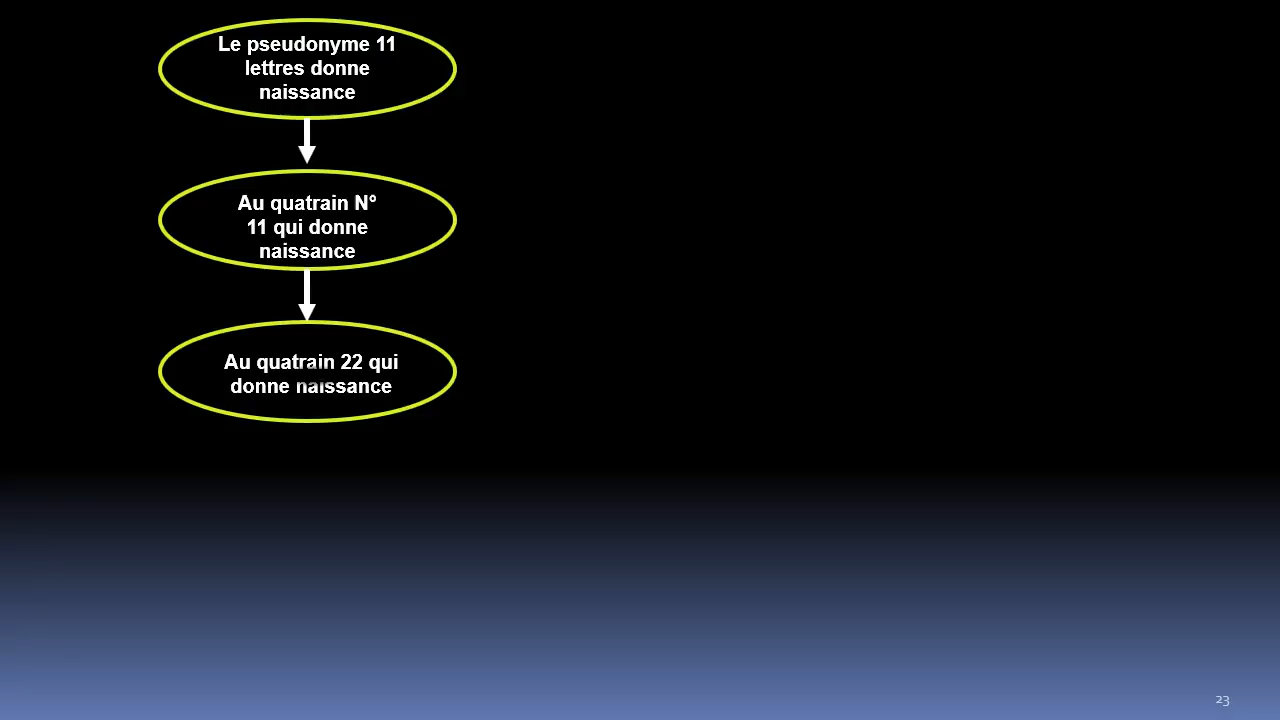 Le pseudonyme 11
lettres donne
naissance
Au quatrain N°
11 qui donne
naissance
Au quatrain 22 qui
donne naissance
23